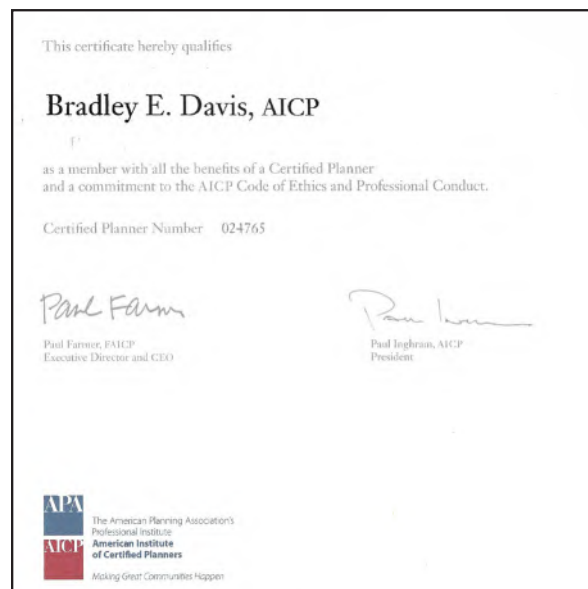 This certificate hereby qualifies
Bradley E. Davis, AICP
as a member with all the benefits of a Certified Planner
and a commitment to the AICP Code of Ethics and Professional Conduct.
Certified Planner Number 024765
Paul Farmer, FAICP
Executive Director and CEO
Paul Inghram, AICP
President
APA
AICP
The American Planning Association's
Professional Institute
American Institute
of Certified Planners
Making Great Communities Happen